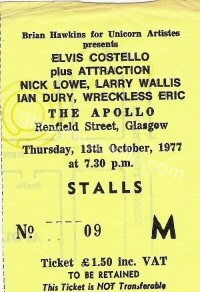 Brian Hawkins for Unicorn Artistes
presents
ELVIS COSTELLO
plus ATTRACTION
NICK LOWE, LARRY WALLIS
IAN DURY, WRECKLESS ERIC
THE APOLLO
Renfield Street, Glasgow
Thursday, 13th October, 1977
at 7.30 p.m.
STALLS
Nº 09 M
Ticket £1.50 inc. VAT
TO BE RETAINED
This Ticket is NOT Transferable